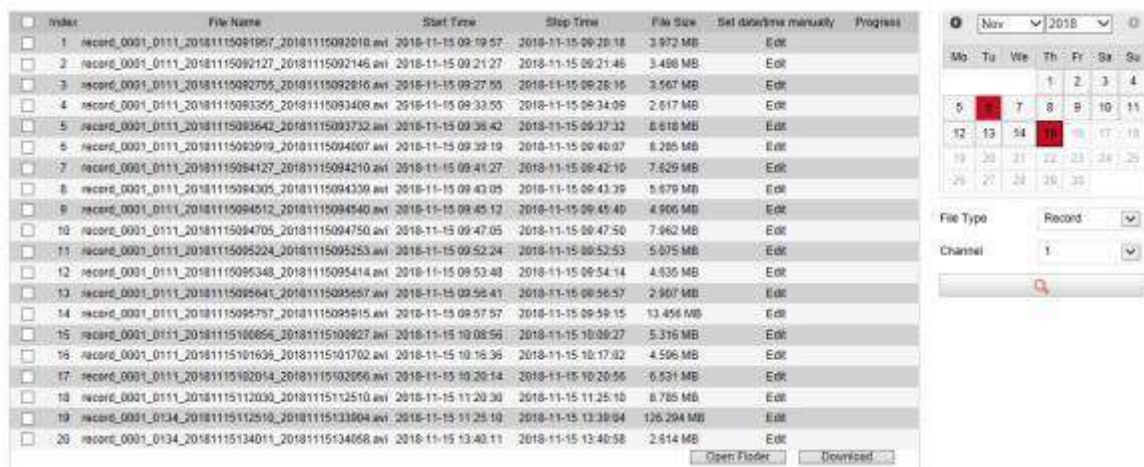 Index File Name Start Time Stop Time File Size Set date/time manually Progress
1 record_0001_0111_20181115091957_20181115092018.avi 2018-11-15 09:19:57 2018-11-15 09:20:18 3.972 MB Edit
2 record_0001_0111_20181115092127_20181115092146.avi 2018-11-15 09:21:27 2018-11-15 09:21:46 3.498 MB Edit
3 record_0001_0111_20181115092755_20181115092816.avi 2018-11-15 09:27:55 2018-11-15 09:28:16 3.567 MB Edit
4 record_0001_0111_20181115093355_20181115093409.avi 2018-11-15 09:33:55 2018-11-15 09:34:09 2.617 MB Edit
5 record_0001_0111_20181115093642_20181115093732.avi 2018-11-15 09:36:42 2018-11-15 09:37:32 8.618 MB Edit
6 record_0001_0111_20181115093919_20181115094007.avi 2018-11-15 09:39:19 2018-11-15 09:40:07 8.285 MB Edit
7 record_0001_0111_20181115094127_20181115094210.avi 2018-11-15 09:41:27 2018-11-15 09:42:10 7.629 MB Edit
8 record_0001_0111_20181115094305_20181115094339.avi 2018-11-15 09:43:05 2018-11-15 09:43:39 5.679 MB Edit
9 record_0001_0111_20181115094512_20181115094540.avi 2018-11-15 09:45:12 2018-11-15 09:45:40 4.906 MB Edit
10 record_0001_0111_20181115094705_20181115094750.avi 2018-11-15 09:47:05 2018-11-15 09:47:50 7.962 MB Edit
11 record_0001_0111_20181115095224_20181115095253.avi 2018-11-15 09:52:24 2018-11-15 09:52:53 5.075 MB Edit
12 record_0001_0111_20181115095348_20181115095414.avi 2018-11-15 09:53:48 2018-11-15 09:54:14 4.635 MB Edit
13 record_0001_0111_20181115095641_20181115095657.avi 2018-11-15 09:56:41 2018-11-15 09:56:57 2.907 MB Edit
14 record_0001_0111_20181115095757_20181115095915.avi 2018-11-15 09:57:57 2018-11-15 09:59:15 13.456 MB Edit
15 record_0001_0111_20181115100856_20181115100927.avi 2018-11-15 10:08:56 2018-11-15 10:09:27 5.316 MB Edit
16 record_0001_0111_20181115101636_20181115101702.avi 2018-11-15 10:16:36 2018-11-15 10:17:02 4.596 MB Edit
17 record_0001_0111_20181115102014_20181115102056.avi 2018-11-15 10:20:14 2018-11-15 10:20:56 6.531 MB Edit
18 record_0001_0111_20181115112030_20181115112510.avi 2018-11-15 11:20:30 2018-11-15 11:25:10 8.785 MB Edit
19 record_0001_0134_20181115112510_20181115133904.avi 2018-11-15 11:25:10 2018-11-15 13:39:04 126.294 MB Edit
20 record_0001_0134_20181115134011_20181115134058.avi 2018-11-15 13:40:11 2018-11-15 13:40:58 2.614 MB Edit
Open Floder Download
Nov 2018
Mo Tu We Th Fr Sa Su
1 2 3 4
5 6 7 8 9 10 11
12 13 14 15 16 17 18
19 20 21 22 23 24 25
26 27 28 29 30
File Type Record
Channel 1